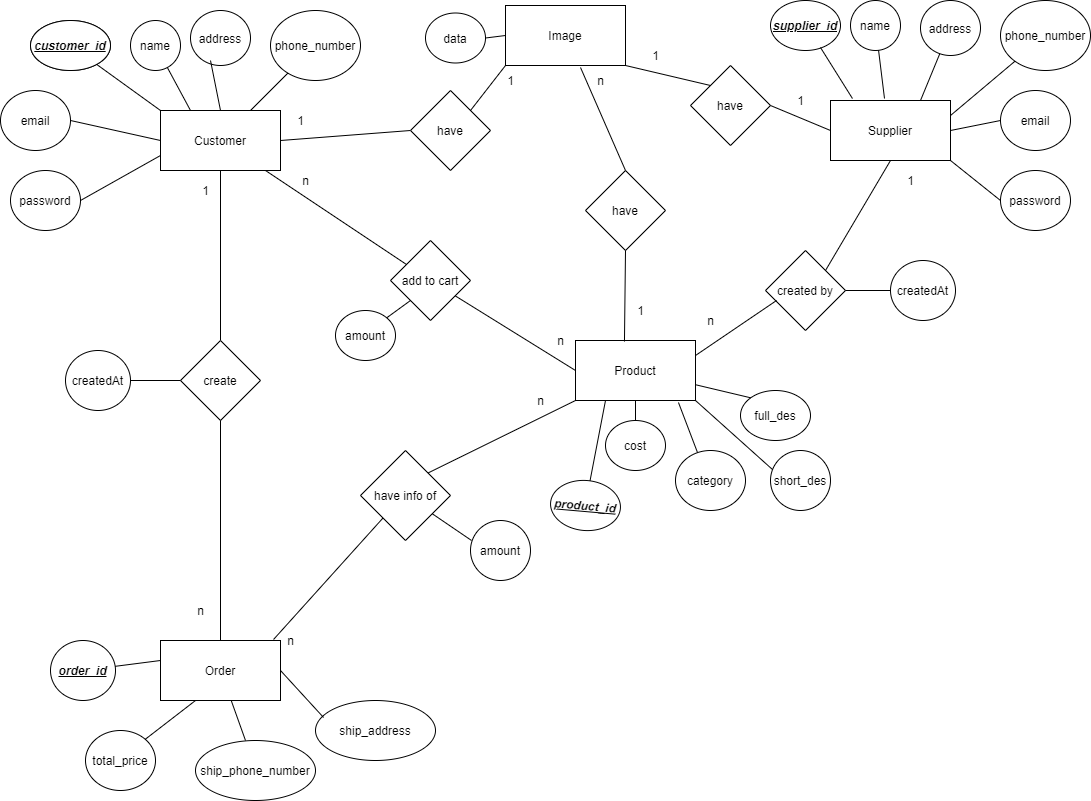 customer_id
name
address
phone_number
data
Image
supplier_id
name
address
phone_number
email
Customer
1
have
1
n
1
have
1
Supplier
email
password
1
n
have
1
password
add to cart
amount
created by
createdAt
n
1
n
createdAt
create
Product
n
full_des
cost
category
short_des
product_id
have info of
amount
n
n
order_id
Order
total_price
ship_phone_number
ship_address